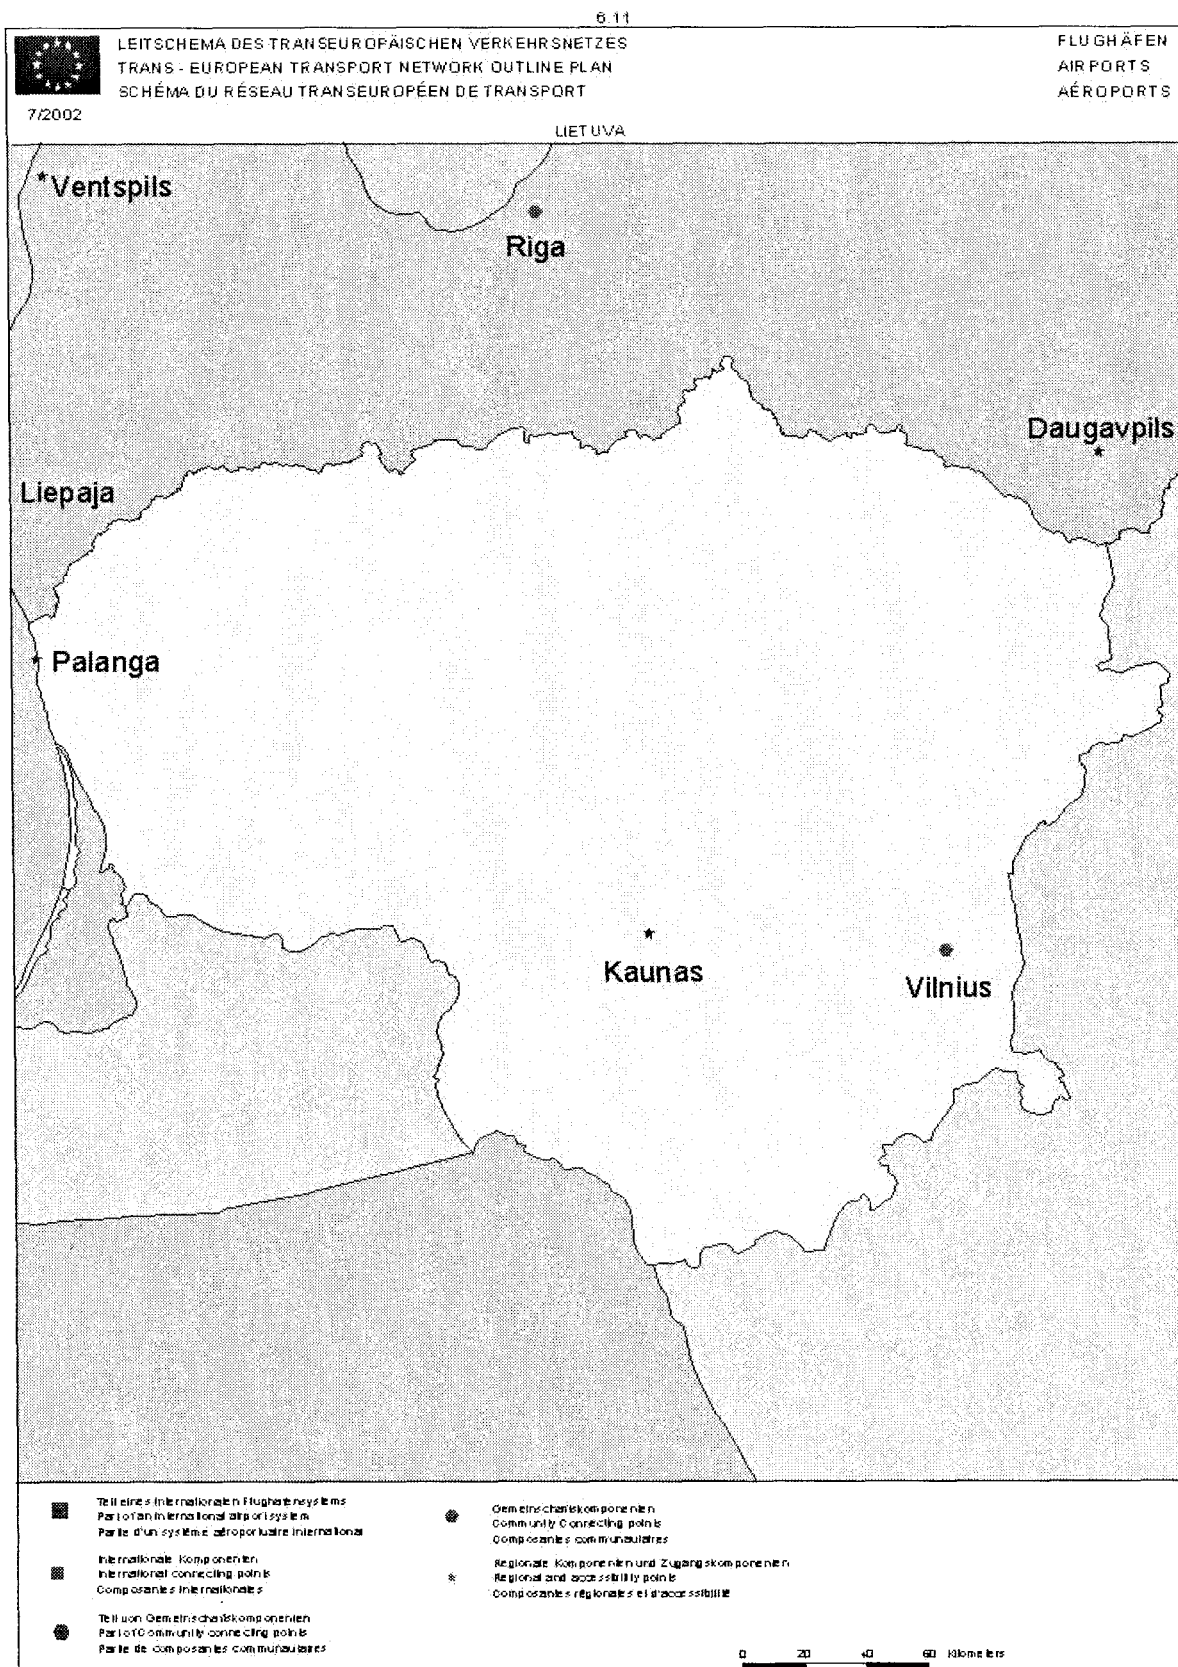 6.11
LEITSCHEMA DES TRANSEUROPÄISCHEN VERKEHRSNETZES
TRANS - EUROPEAN TRANSPORT NETWORK OUTLINE PLAN
SCHÉMA DU RÉSEAU TRANSEUROPÉEN DE TRANSPORT
FLUGHÄFEN
AIRPORTS
AÉROPORTS
7/2002
LIETUVA
Ventspils
Riga
Daugavpils
Liepaja
Palanga
Kaunas
Vilnius
Teil eines internationalen Flughafensystems
Part of an international airport system
Partie d'un système aéroportuaire international
Internationale Komponenten
International connecting points
Composantes internationales
Teil von Gemeinschaftskomponenten
Part of Community connecting points
Partie de composantes communautaires
Gemeinschaftskomponenten
Community Connecting points
Composantes communautaires
Regionale Komponenten und Zugangskomponenten
Regional and accessibility points
Composantes régionales et d'accessibilité
0 20 40 60 Kilometers